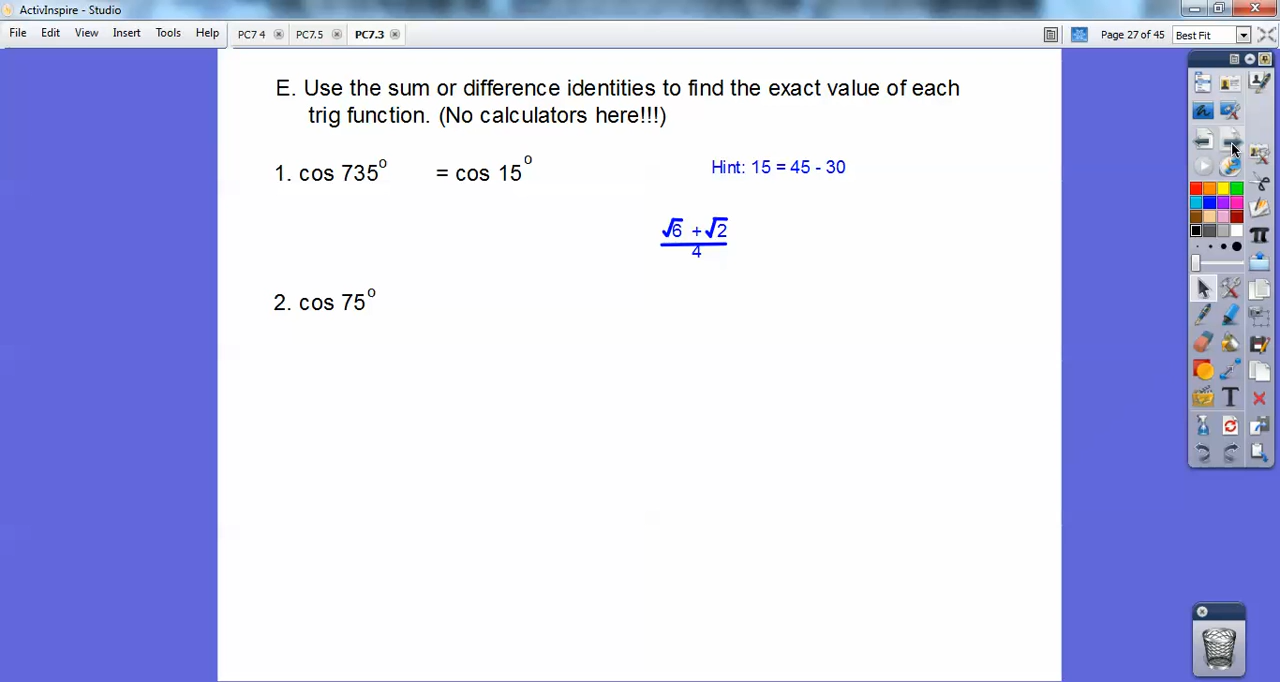 ActivInspire - Studio
File Edit View Insert Tools Help
PC7 4 PC7.5 PC7.3
Page 27 of 45 Best Fit
E. Use the sum or difference identities to find the exact value of each
trig function. (No calculators here!!!)
1. cos 735° = cos 15° Hint: 15 = 45 - 30
√6 + √2
4
2. cos 75°